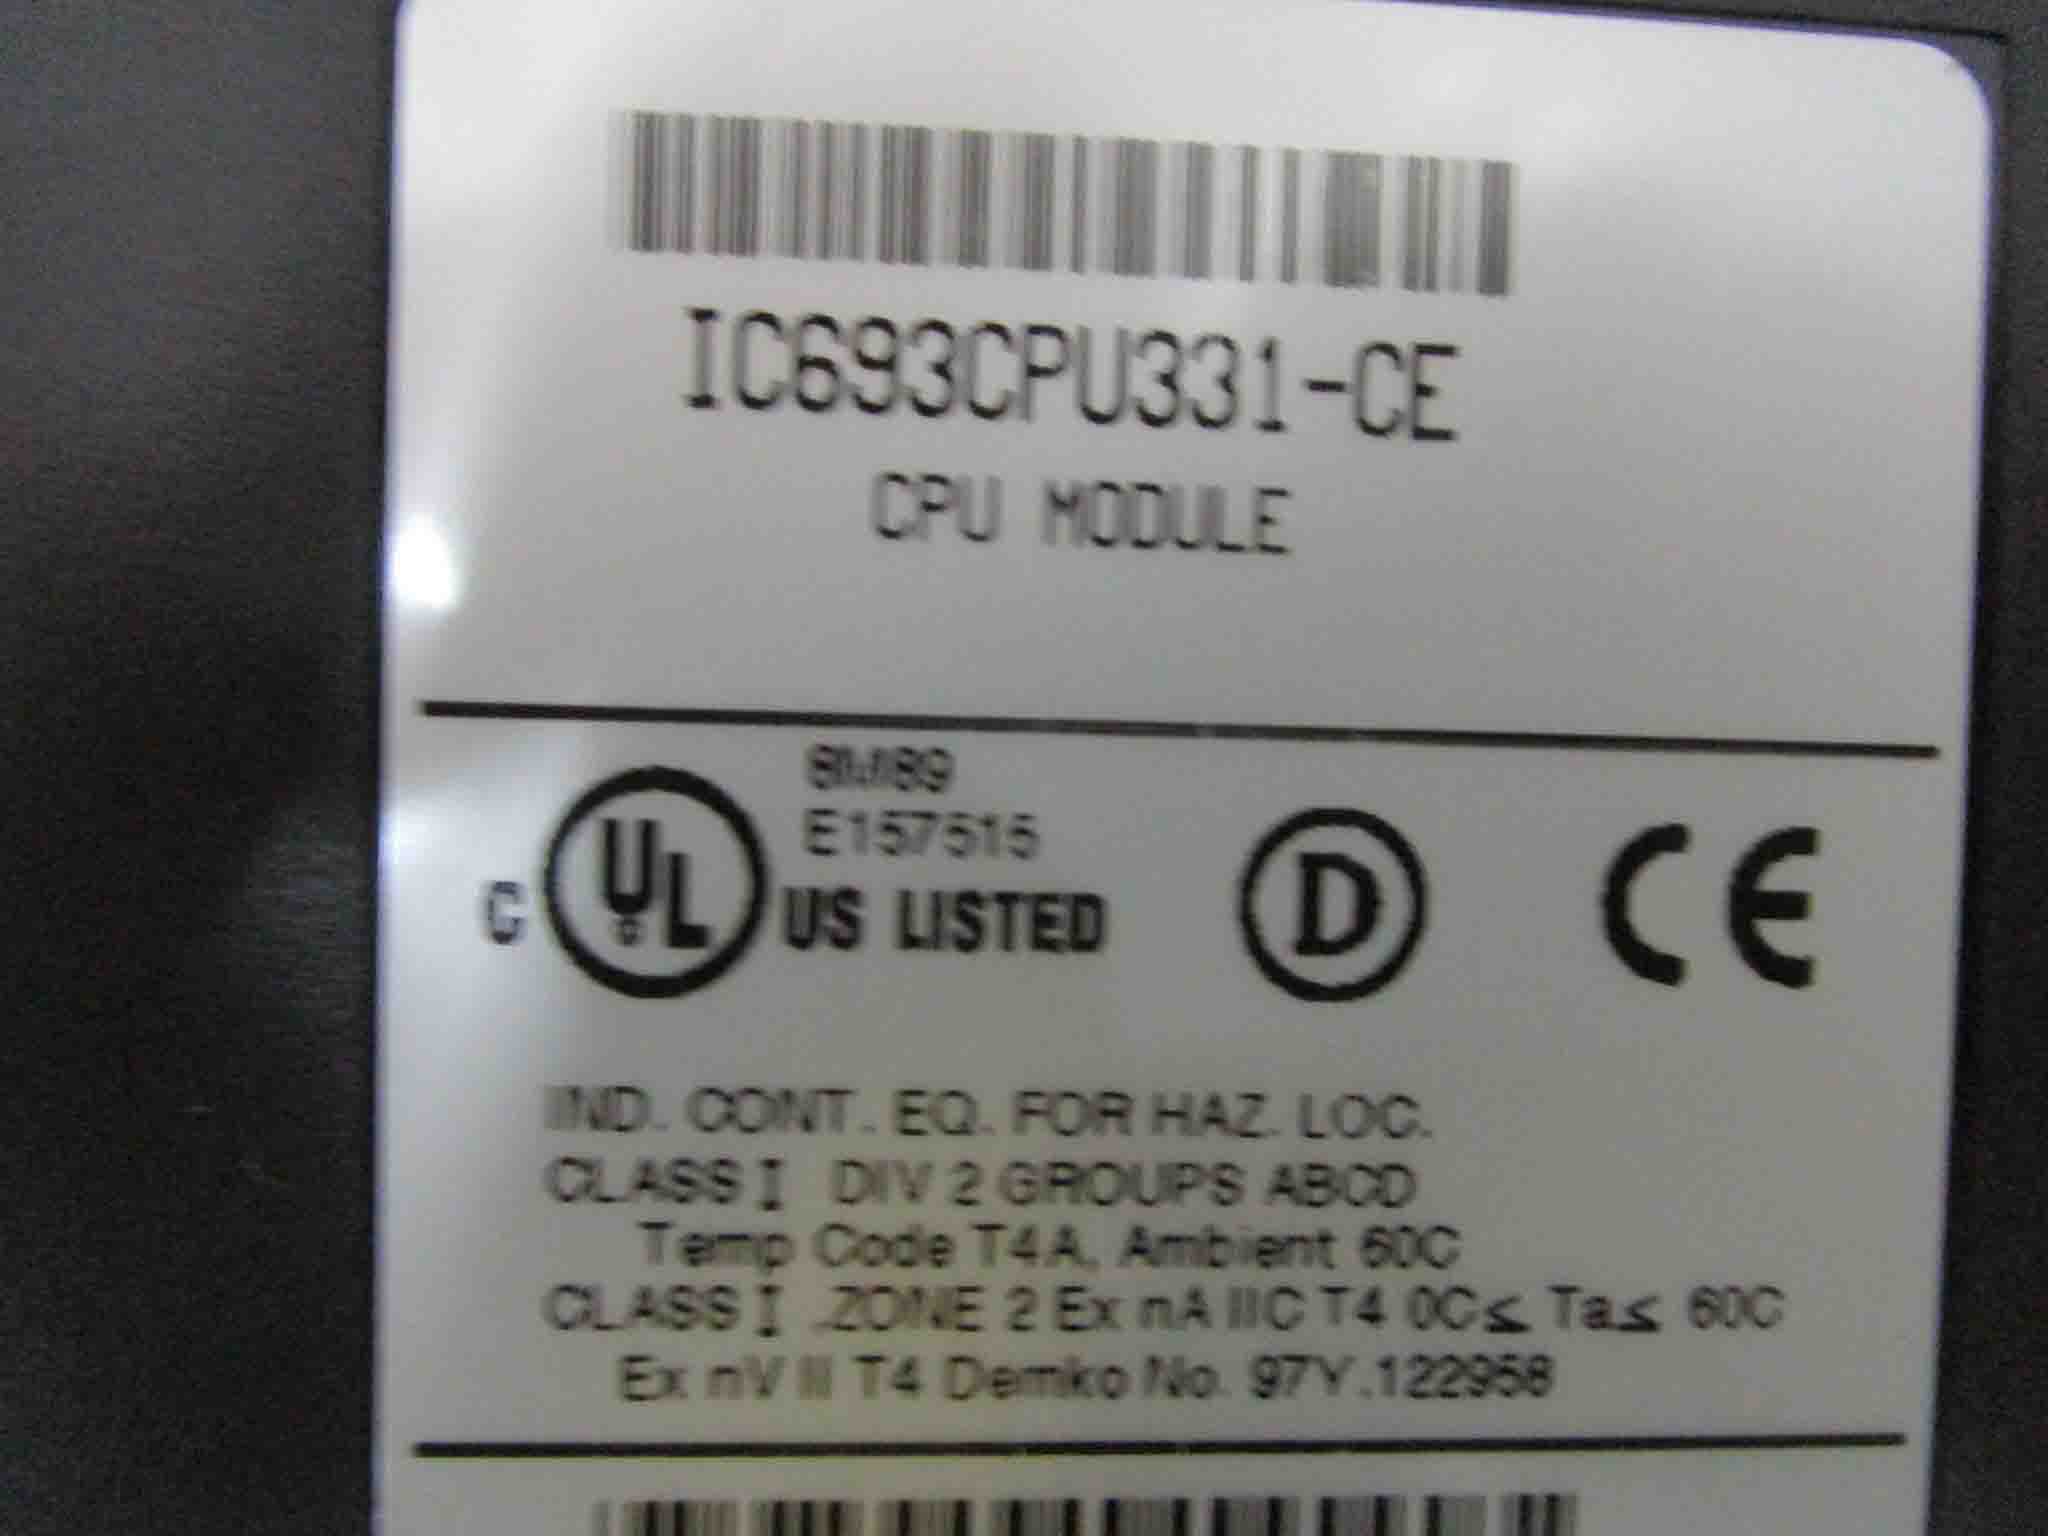 IC693CPU331-CE
CPU MODULE
8M89
E157515
C UL US LISTED
D
CE
IND. CONT. EQ. FOR HAZ. LOC.
CLASS I DIV 2 GROUPS ABCD
Temp Code T4A, Ambient 60C
CLASS I ,ZONE 2 Ex nA IIC T4 0C≤ Ta≤ 60C
Ex nV II T4 Demko No. 97Y.122958